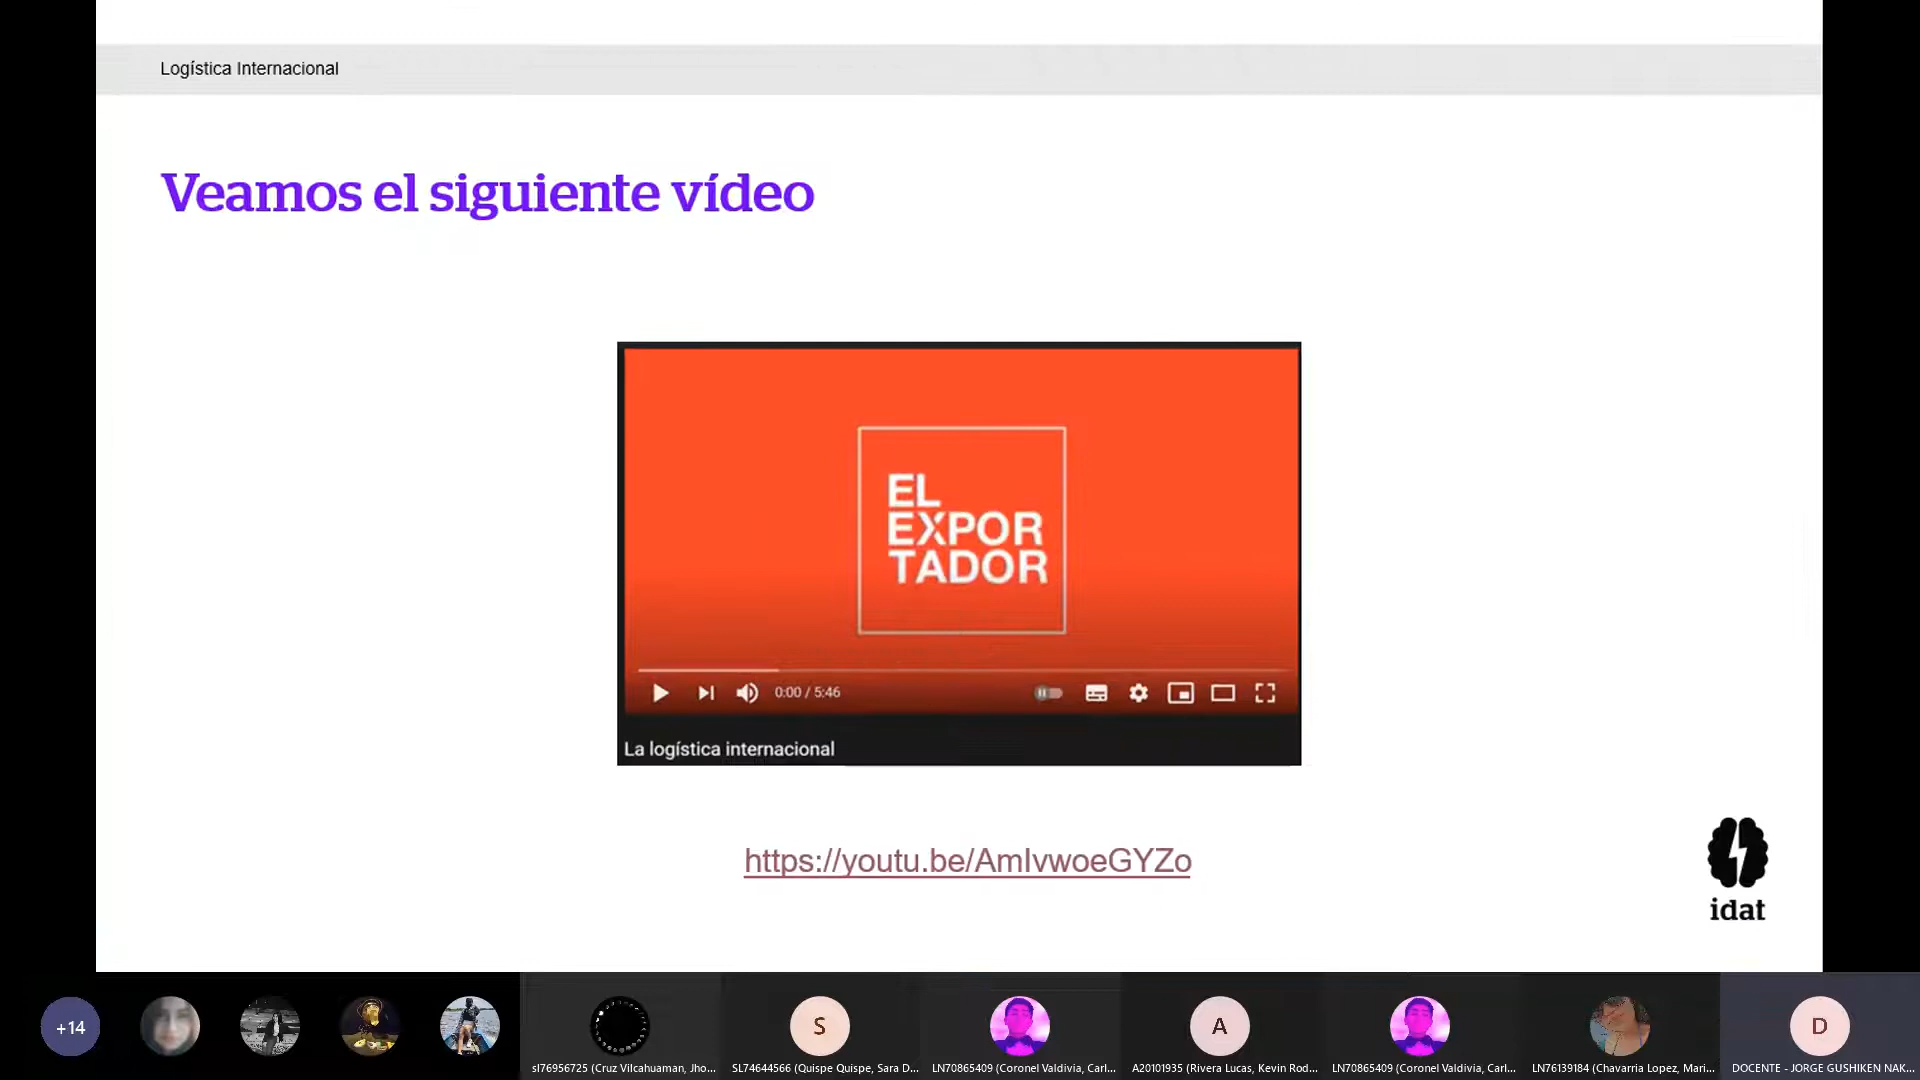 Logística Internacional
Veamos el siguiente vídeo
EL
EXPOR
TADOR
0:00 / 5:46
La logística internacional
https://youtu.be/AmIvwoeGYZo
idat
+14
S
A
D
sl76956725 (Cruz Vilcahuaman, Jho...
SL74644566 (Quispe Quispe, Sara D...
LN70865409 (Coronel Valdivia, Carl...
A20101935 (Rivera Lucas, Kevin Rod...
LN70865409 (Coronel Valdivia, Carl...
LN76139184 (Chavarria Lopez, Mari...
DOCENTE - JORGE GUSHIKEN NAK...